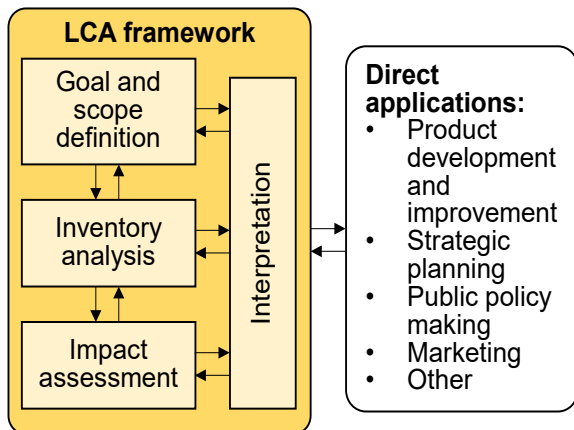 LCA framework
Goal and
scope
definition
Inventory
analysis
Impact
assessment
Interpretation
Direct
applications:
• Product
development
and
improvement
• Strategic
planning
• Public policy
making
• Marketing
• Other